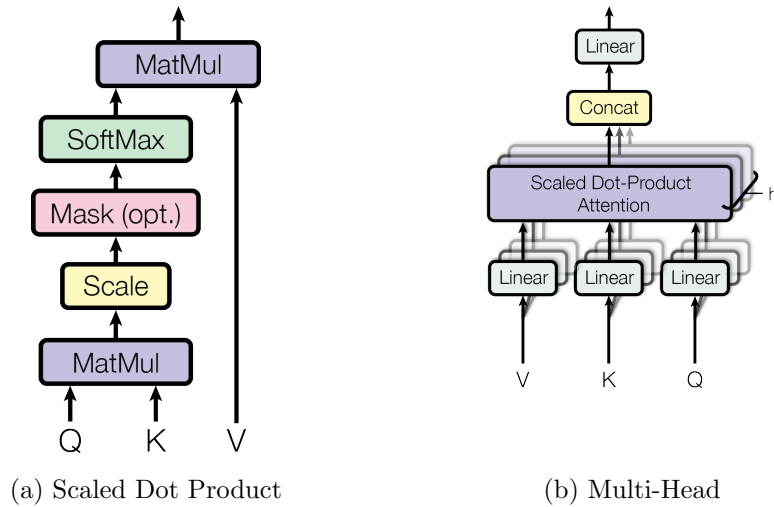 MatMul
SoftMax
Mask (opt.)
Scale
MatMul
Q K V
(a) Scaled Dot Product
Linear
Concat
Scaled Dot-Product
Attention
h
Linear Linear Linear
V K Q
(b) Multi-Head